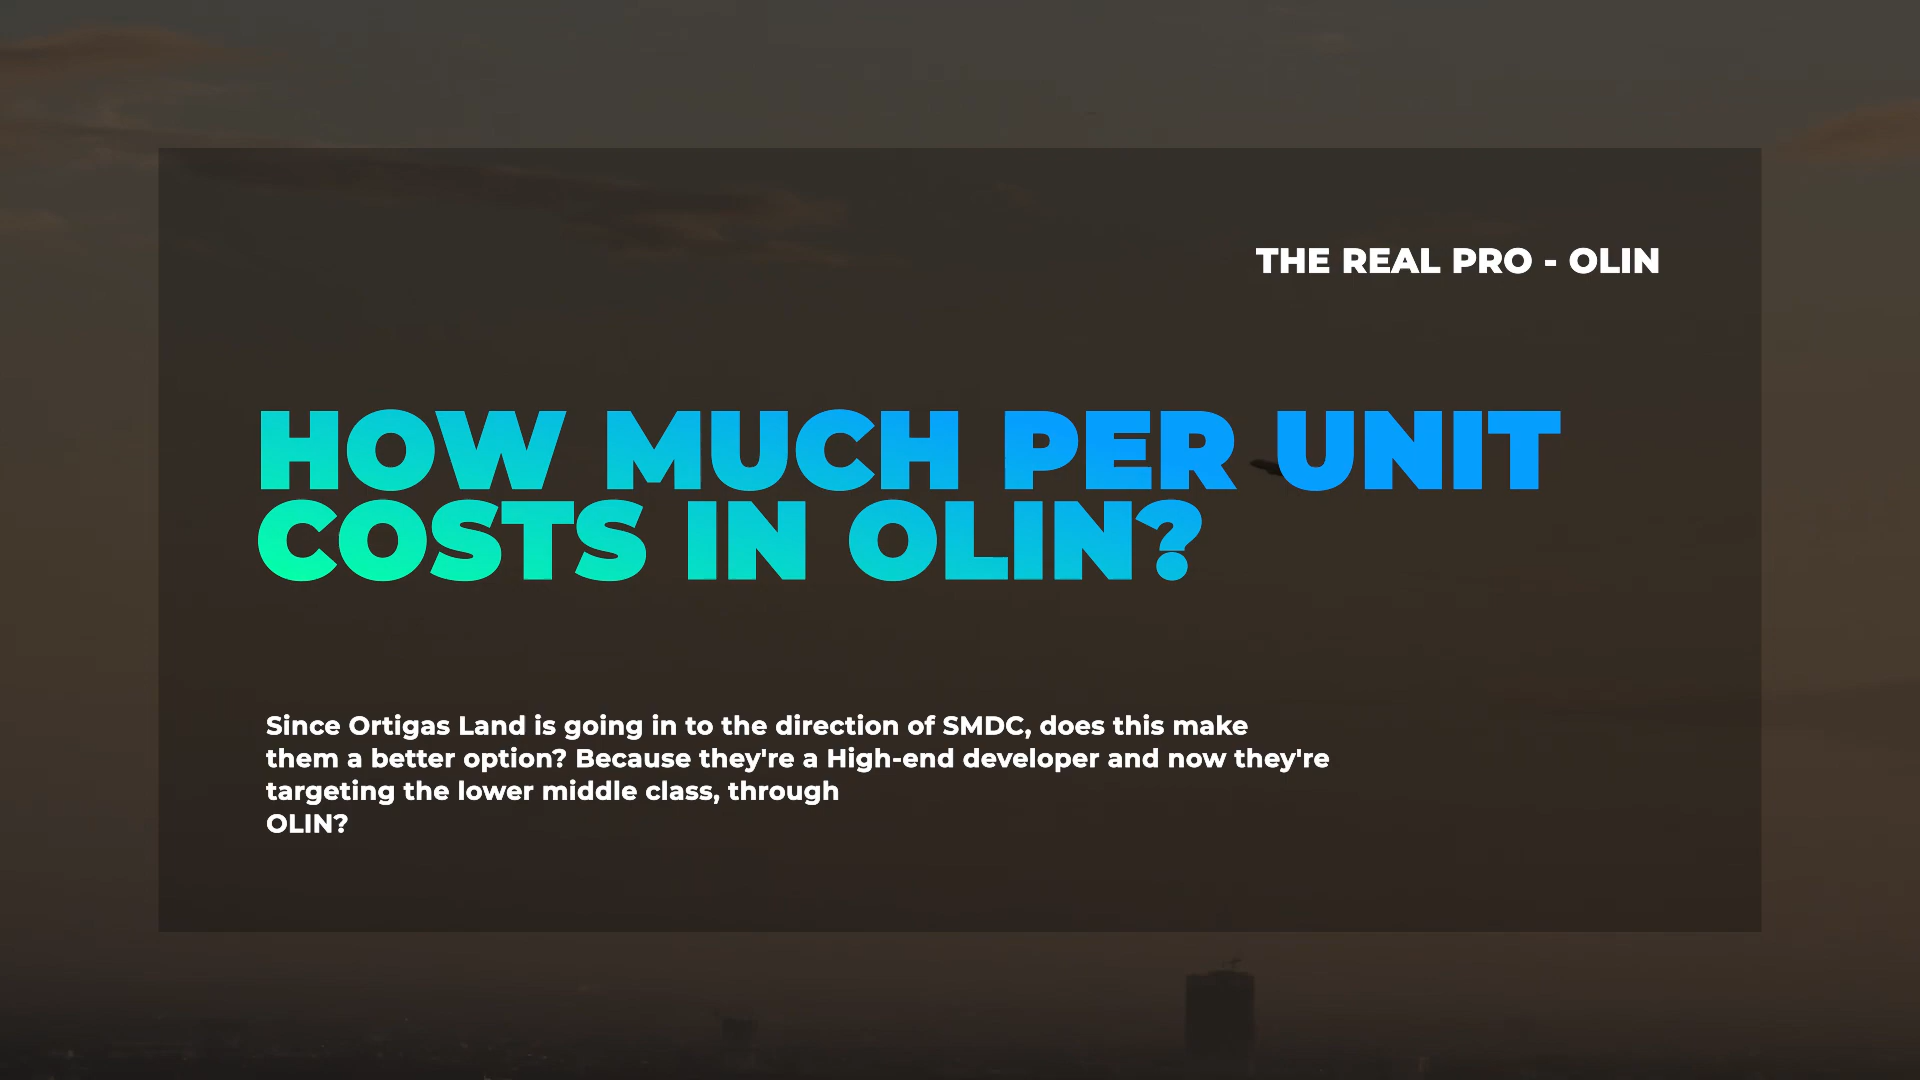 THE REAL PRO - OLIN
HOW MUCH PER UNIT
COSTS IN OLIN?
Since Ortigas Land is going in to the direction of SMDC, does this make
them a better option? Because they're a High-end developer and now they're
targeting the lower middle class, through
OLIN?